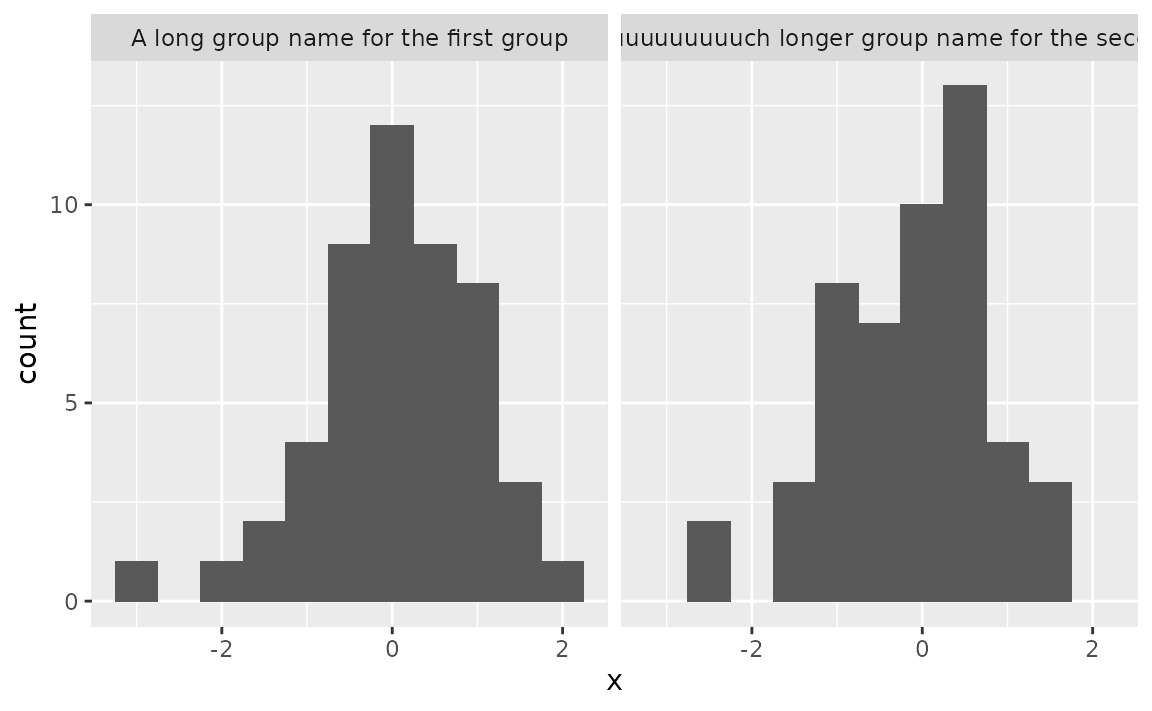 A long group name for the first group
longer group name for the
10
5
0
count
-2 0 2
-2 0 2
x